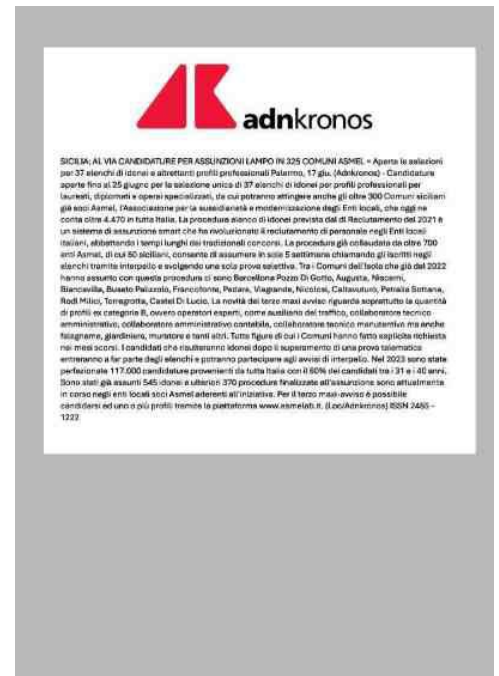 adnkronos
SICILIA: AL VIA CANDIDATURE PER ASSUNZIONI LAMPO IN 325 COMUNI ASMEL = Aperte le selezioni
per 37 elenchi di idonei e altrettanti profili professionali Palermo, 17 giu. (Adnkronos) - Candidature
aperte fino al 25 giugno per la selezione unica di 37 elenchi di idonei per profili professionali per
laureati, diplomati e operai specializzati, da cui potranno attingere anche gli oltre 300 Comuni siciliani
già soci Asmel, l'Associazione per la sussidiarietà e modernizzazione degli Enti locali, che oggi ne
conta oltre 4.470 in tutta Italia. La procedura elenco di idonei prevista dal dl Reclutamento del 2021 è
un sistema di assunzione smart che ha rivoluzionato il reclutamento di personale negli Enti locali
italiani, abbattendo i tempi lunghi dei tradizionali concorsi. La procedura già collaudata da oltre 700
enti Asmel, di cui 50 siciliani, consente di assumere in sole 5 settimane chiamando gli iscritti negli
elenchi tramite interpello e svolgendo una sola prova selettiva. Tra i Comuni dell'Isola che già dal 2022
hanno assunto con questa procedura ci sono Barcellona Pozzo Di Gotto, Augusta, Niscemi,
Biancavilla, Buseto Palizzolo, Francofonte, Pedara, Viagrande, Nicolosi, Caltavuturo, Petralia Sottana,
Rodì Milici, Torregrotta, Castel Di Lucio. La novità del terzo maxi avviso riguarda soprattutto la quantità
di profili ex categoria B, ovvero operatori esperti, come ausiliario del traffico, collaboratore tecnico
amministrativo, collaboratore amministrativo contabile, collaboratore tecnico manutentivo ma anche
falegname, giardiniere, muratore e tanti altri. Tutte figure di cui i Comuni hanno fatto esplicita richiesta
nei mesi scorsi. I candidati che risulteranno idonei dopo il superamento di una prova telematica
entreranno a far parte degli elenchi e potranno partecipare agli avvisi di interpello. Nel 2023 sono state
perfezionate 117.000 candidature provenienti da tutta Italia con il 60% dei candidati tra i 31 e i 40 anni.
Sono stati già assunti 545 idonei e ulteriori 370 procedure finalizzate all'assunzione sono attualmente
in corso negli enti locali soci Asmel aderenti all'iniziativa. Per il terzo maxi-avviso è possibile
candidarsi ad uno o più profili tramite la piattaforma www.asmelab.it. (Loc/Adnkronos) ISSN 2465 -
1222